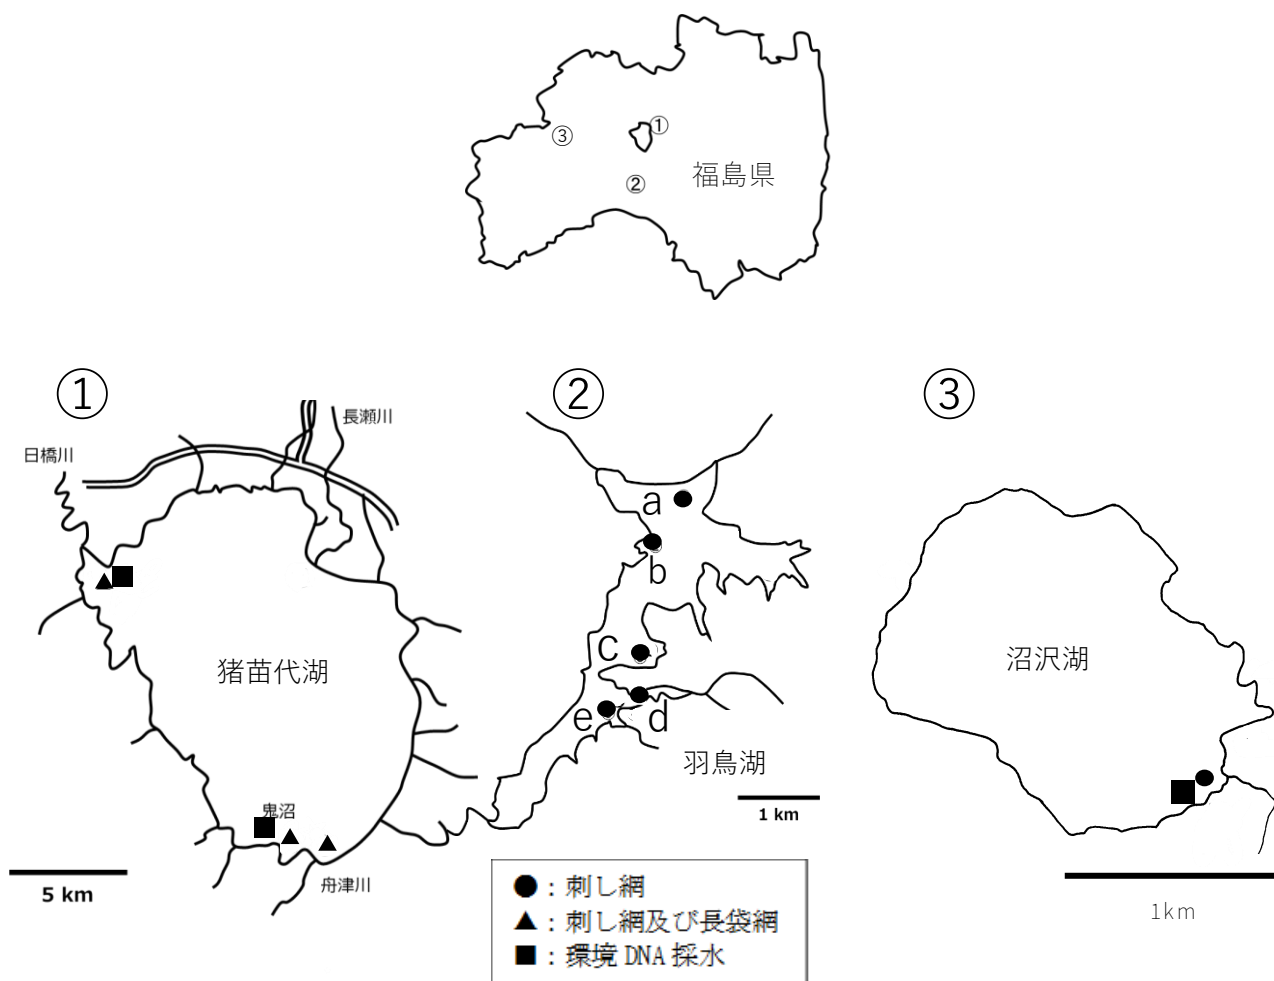 ①
③
②
福島県
①
②
③
長瀬川
日橋川
a
b
猪苗代湖
c
沼沢湖
e
d
羽鳥湖
1 km
鬼沼
5 km
舟津川
1km
●：刺し網
▲：刺し網及び長袋網
■：環境 DNA 採水